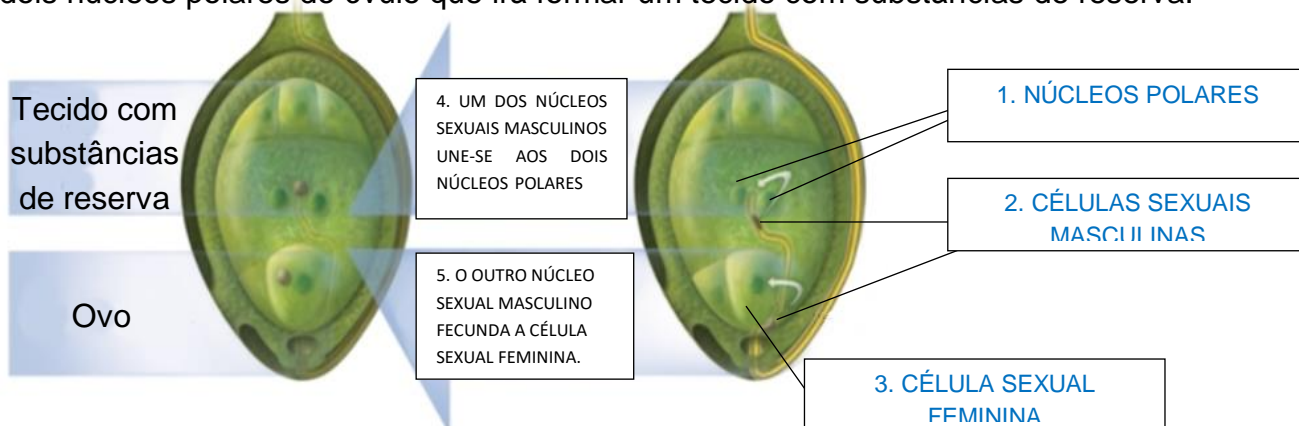 dois núcleos polares do óvulo que irá formar um tecido com substâncias de reserva.
Tecido com
substâncias
de reserva
4. UM DOS NÚCLEOS
SEXUAIS MASCULINOS
UNE-SE AOS DOIS
NÚCLEOS POLARES
1. NÚCLEOS POLARES
2. CÉLULAS SEXUAIS
MASCULINAS
Ovo
5. O OUTRO NÚCLEO
SEXUAL MASCULINO
FECUNDA A CÉLULA
SEXUAL FEMININA.
3. CÉLULA SEXUAL
FEMININA